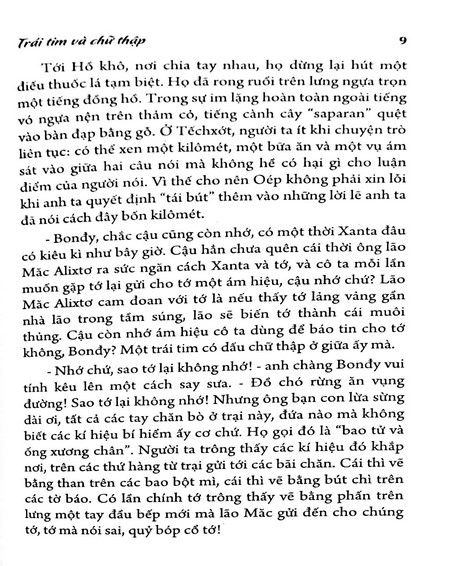 Trái tim và chữ thập 9
Tới Hồ khô, nơi chia tay nhau, họ dừng lại hút một
điếu thuốc lá tạm biệt. Họ đã rong ruổi trên lưng ngựa trọn
một tiếng đồng hồ. Trong sự im lặng hoàn toàn ngoài tiếng
vó ngựa nện trên thảm cỏ, tiếng cành cây “saparan” quệt
vào bàn đạp bằng gỗ. Ở Tếchxớt, người ta ít khi chuyện trò
liên tục: có thể xen một kilômét, một bữa ăn và một vụ ám
sát vào giữa hai câu nói mà không hề có hại gì cho luận
điểm của người nói. Vì thế cho nên Oép không phải xin lỗi
khi anh ta quyết định “tái bút” thêm vào những lời lẽ anh ta
đã nói cách đây bốn kilômét.
- Bonđy, chắc cậu cũng còn nhớ, có một thời Xanta đâu
có kiêu kì như bây giờ. Cậu hẳn chưa quên cái thời ông lão
Măc Alixtơ ra sức ngăn cách Xanta và tớ, và cô ta mỗi lần
muốn gặp tớ lại gửi cho tớ một ám hiệu, cậu nhớ chứ? Lão
Măc Alixtơ cam đoan với tớ là nếu thấy tớ lảng vảng gần
nhà lão trong tầm súng, lão sẽ biến tớ thành cái muôi
thủng. Cậu còn nhớ ám hiệu cô ta dùng để báo tin cho tớ
không, Bonđy? Một trái tim có dấu chữ thập ở giữa ấy mà.
- Nhớ chứ, sao tớ lại không nhớ! - anh chàng Bonđy vui
tính kêu lên một cách say sưa. - Đồ chó rừng ăn vụng
đường! Sao tớ lại không nhớ! Nhưng ông bạn con lừa sừng
dài ơi, tất cả các tay chăn bò ở trại này, đứa nào mà không
biết các kí hiệu bí hiểm ấy cơ chứ. Họ gọi đó là “bao tử và
ống xương chân”. Người ta trông thấy các kí hiệu đó khắp
nơi, trên các thứ hàng từ trại gửi tới các bãi chăn. Cái thì vẽ
bằng than trên các bao bột mì, cái thì vẽ bằng bút chì trên
các tờ báo. Có lần chính tớ trông thấy vẽ bằng phấn trên
lưng một tay đầu bếp mới mà lão Măc gửi đến cho chúng
tớ, tớ mà nói sai, quỷ bóp cổ tớ!